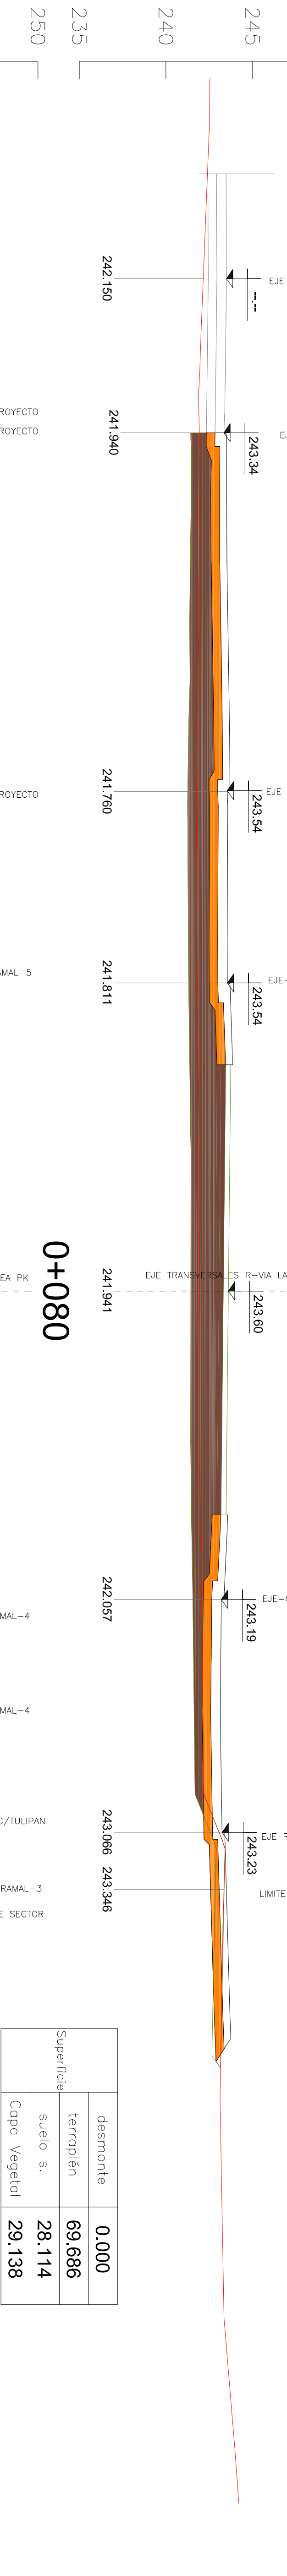 250
235
240
245
EJE
--.--
242.150
ROYECTO
ROYECTO
241.940
243.34
ROYECTO
241.760
243.54
EJE
AMAL-5
241.811
243.54
EJE-
EA PK
0+080
241.941
EJE TRANSVERSALES R-VIA LA
243.60
MAL-4
242.057
243.19
EJE-
MAL-4
C/TULIPAN
243.066
243.23
EJE R
RAMAL-3
243.346
LIMITE
E SECTOR
Superficie
desmonte 0.000
terraplén 69.686
suelo s. 28.114
Capa Vegetal 29.138